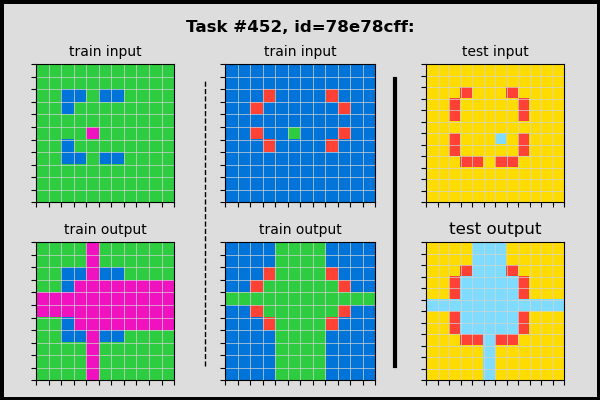 Task #452, id=78e78cff:
train input
train input
test input
train output
train output
test output